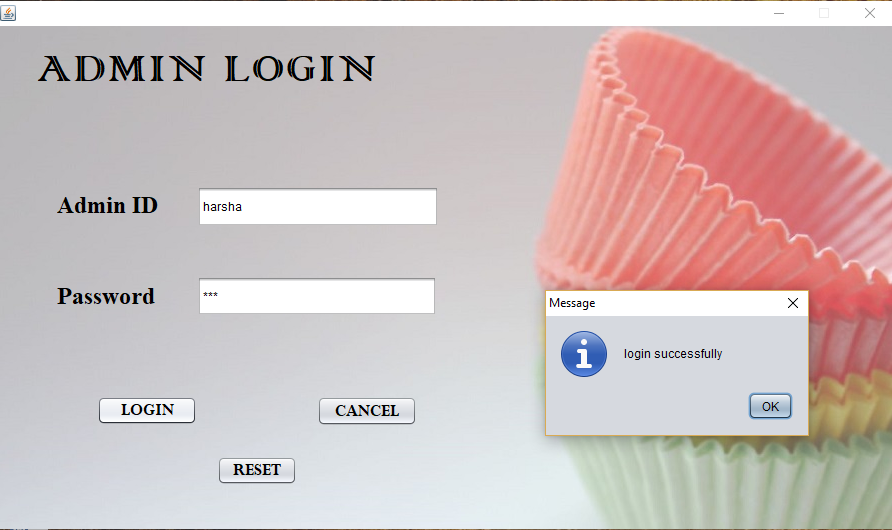 ADMIN LOGIN
Admin ID
harsha
Password
***
Message
login successfully
OK
LOGIN
CANCEL
RESET